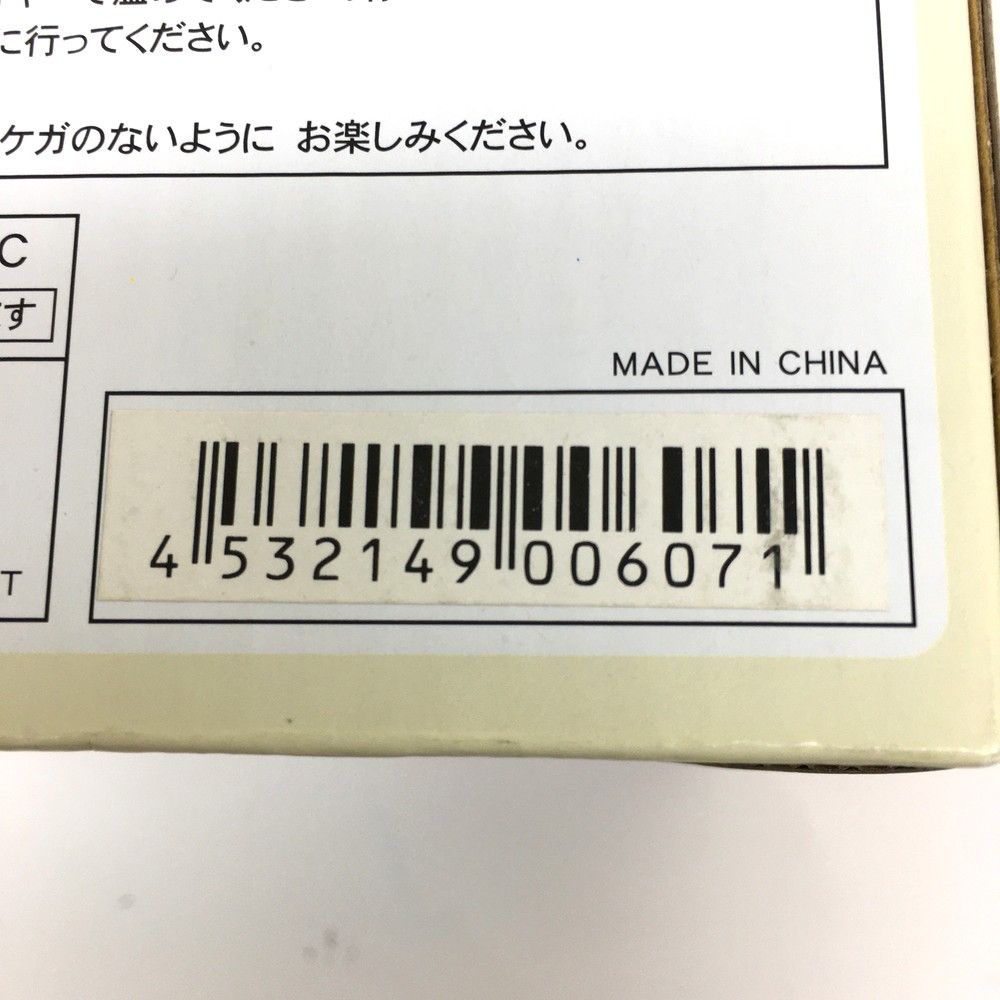 に行ってください。
ケガのないように お楽しみください。
C
す
MADE IN CHINA
T
4 532149 006071